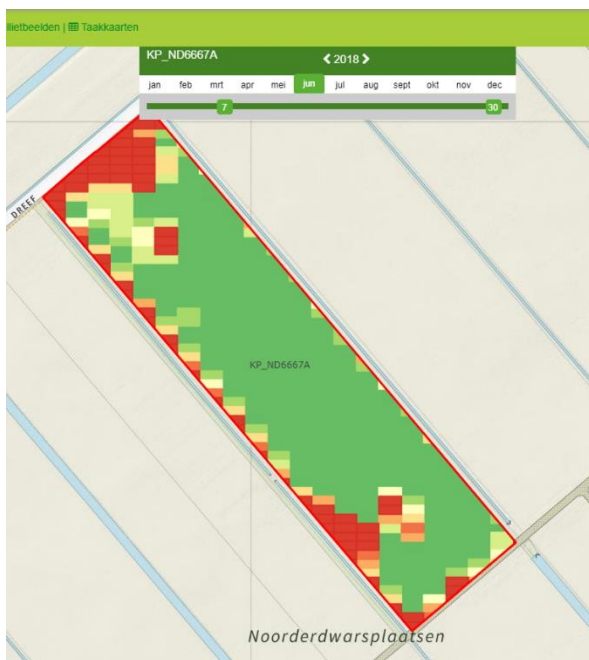 llietbeelden | Taakkaarten
KP_ND6667A
2018
jan feb mrt apr mei jun jul aug sept okt nov dec
7 30
DREEF
KP_ND6667A
Noorderdwarsplaatsen